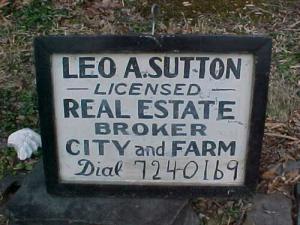 LEO A. SUTTON
— LICENSED —
REAL ESTATE
BROKER
CITY and FARM
Dial 7240169